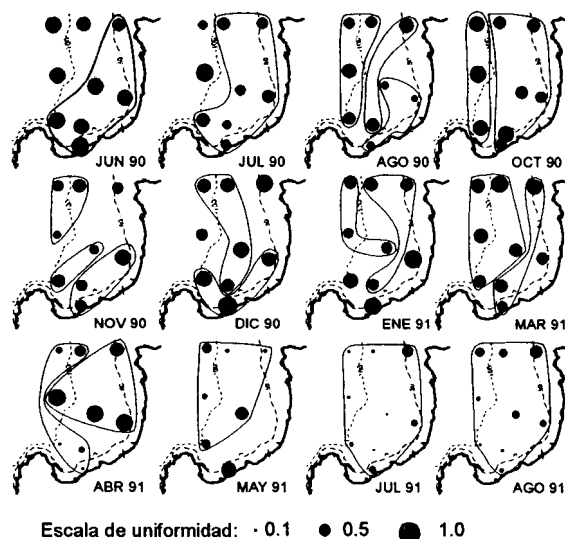 JUN 90 JUL 90 AGO 90 OCT 90
NOV 90 DIC 90 ENE 91 MAR 91
ABR 91 MAY 91 JUL 91 AGO 91
Escala de uniformidad: · 0.1 ● 0.5 ● 1.0